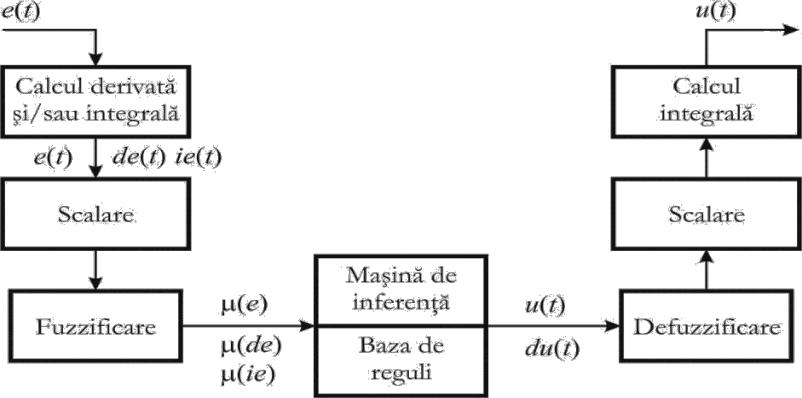 e(t)
Calcul derivată
şi/sau integrală
e(t) de(t) ie(t)
Scalare
Fuzzificare
μ(e)
μ(de)
μ(ie)
Maşină de
inferenţă
Baza de
reguli
u(t)
du(t)
Defuzzificare
Scalare
Calcul
integrală
u(t)